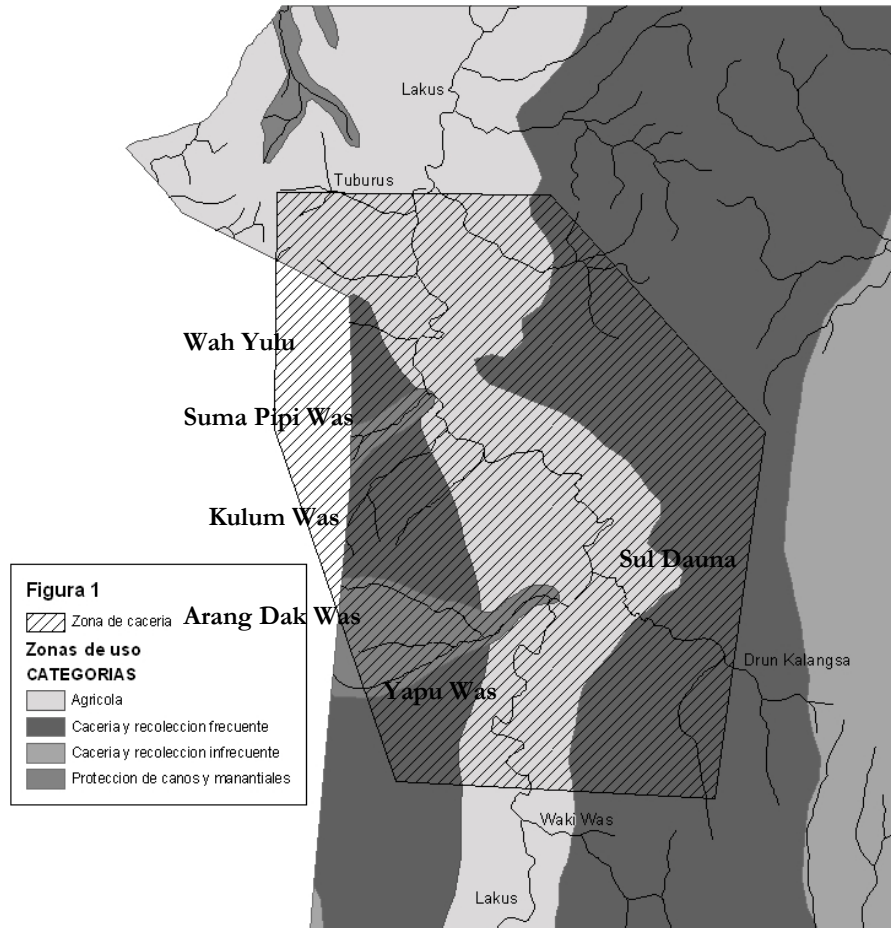 Lakus
Tuburus
Wah Yulu
Suma Pipi Was
Kulum Was
Sul Dauna
Figura 1
Zona de caceria
Zonas de uso
CATEGORIAS
Agricola
Caceria y recoleccion frecuente
Caceria y recoleccion infrecuente
Proteccion de canos y manantiales
Arang Dak Was
Drun Kalangsa
Yapu Was
Waki Was
Lakus